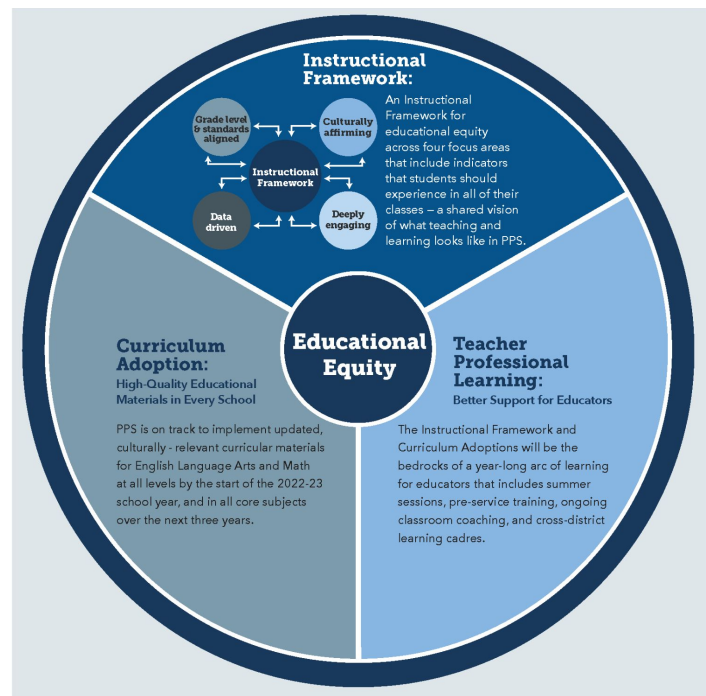 Instructional
Framework:
Grade level
& standards
aligned
Culturally
affirming
Instructional
Framework
Data
driven
Deeply
engaging
An Instructional
Framework for
educational equity
across four focus areas
that include indicators
that students should
experience in all of their
classes – a shared vision
of what teaching and
learning looks like in PPS.
Educational
Equity
Curriculum
Adoption:
High-Quality Educational
Materials in Every School
PPS is on track to implement updated,
culturally - relevant curricular materials
for English Language Arts and Math
at all levels by the start of the 2022-23
school year, and in all core subjects
over the next three years.
Teacher
Professional
Learning:
Better Support for Educators
The Instructional Framework and
Curriculum Adoptions will be the
bedrocks of a year-long arc of learning
for educators that includes summer
sessions, pre-service training, ongoing
classroom coaching, and cross-district
learning cadres.